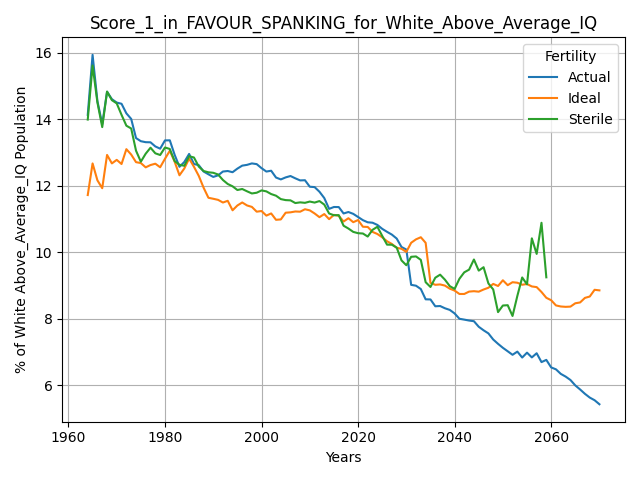 Score_1_in_FAVOUR_SPANKING_for_White_Above_Average_IQ
% of White Above_Average_IQ Population
16
14
12
10
8
6
Fertility
Actual
Ideal
Sterile
1960
1980
2000
2020
2040
2060
Years